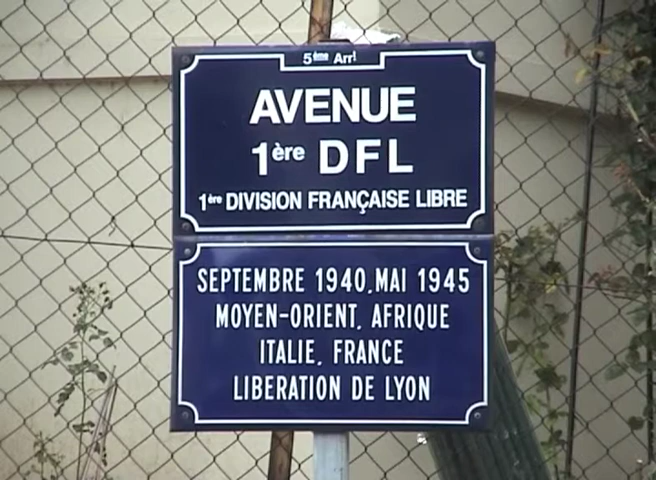 5ème Arrt
AVENUE
1ère DFL
1ère DIVISION FRANÇAISE LIBRE
SEPTEMBRE 1940, MAI 1945
MOYEN-ORIENT, AFRIQUE
ITALIE, FRANCE
LIBERATION DE LYON